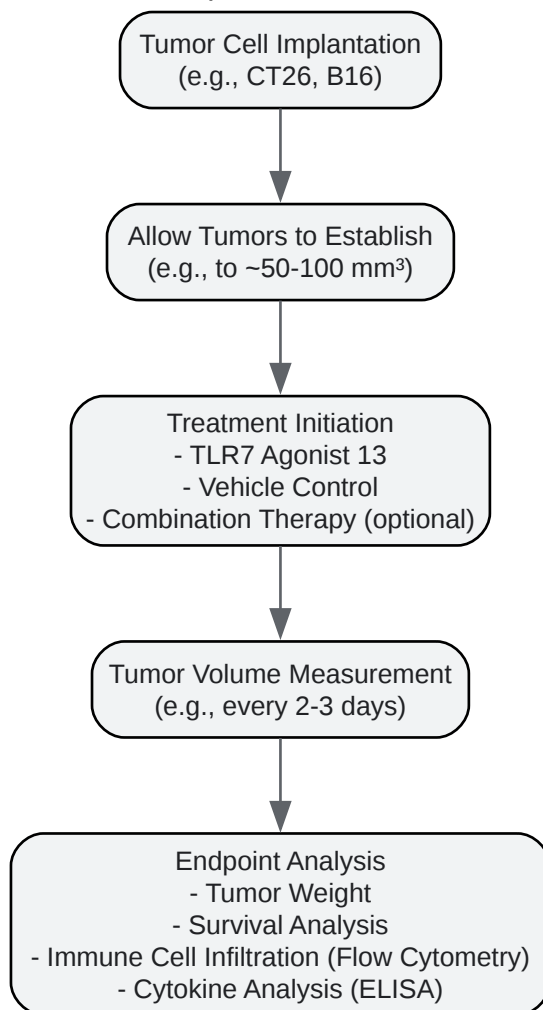 Tumor Cell Implantation
(e.g., CT26, B16)
Allow Tumors to Establish
(e.g., to ~50-100 mm³)
Treatment Initiation
- TLR7 Agonist 13
- Vehicle Control
- Combination Therapy (optional)
Tumor Volume Measurement
(e.g., every 2-3 days)
Endpoint Analysis
- Tumor Weight
- Survival Analysis
- Immune Cell Infiltration (Flow Cytometry)
- Cytokine Analysis (ELISA)